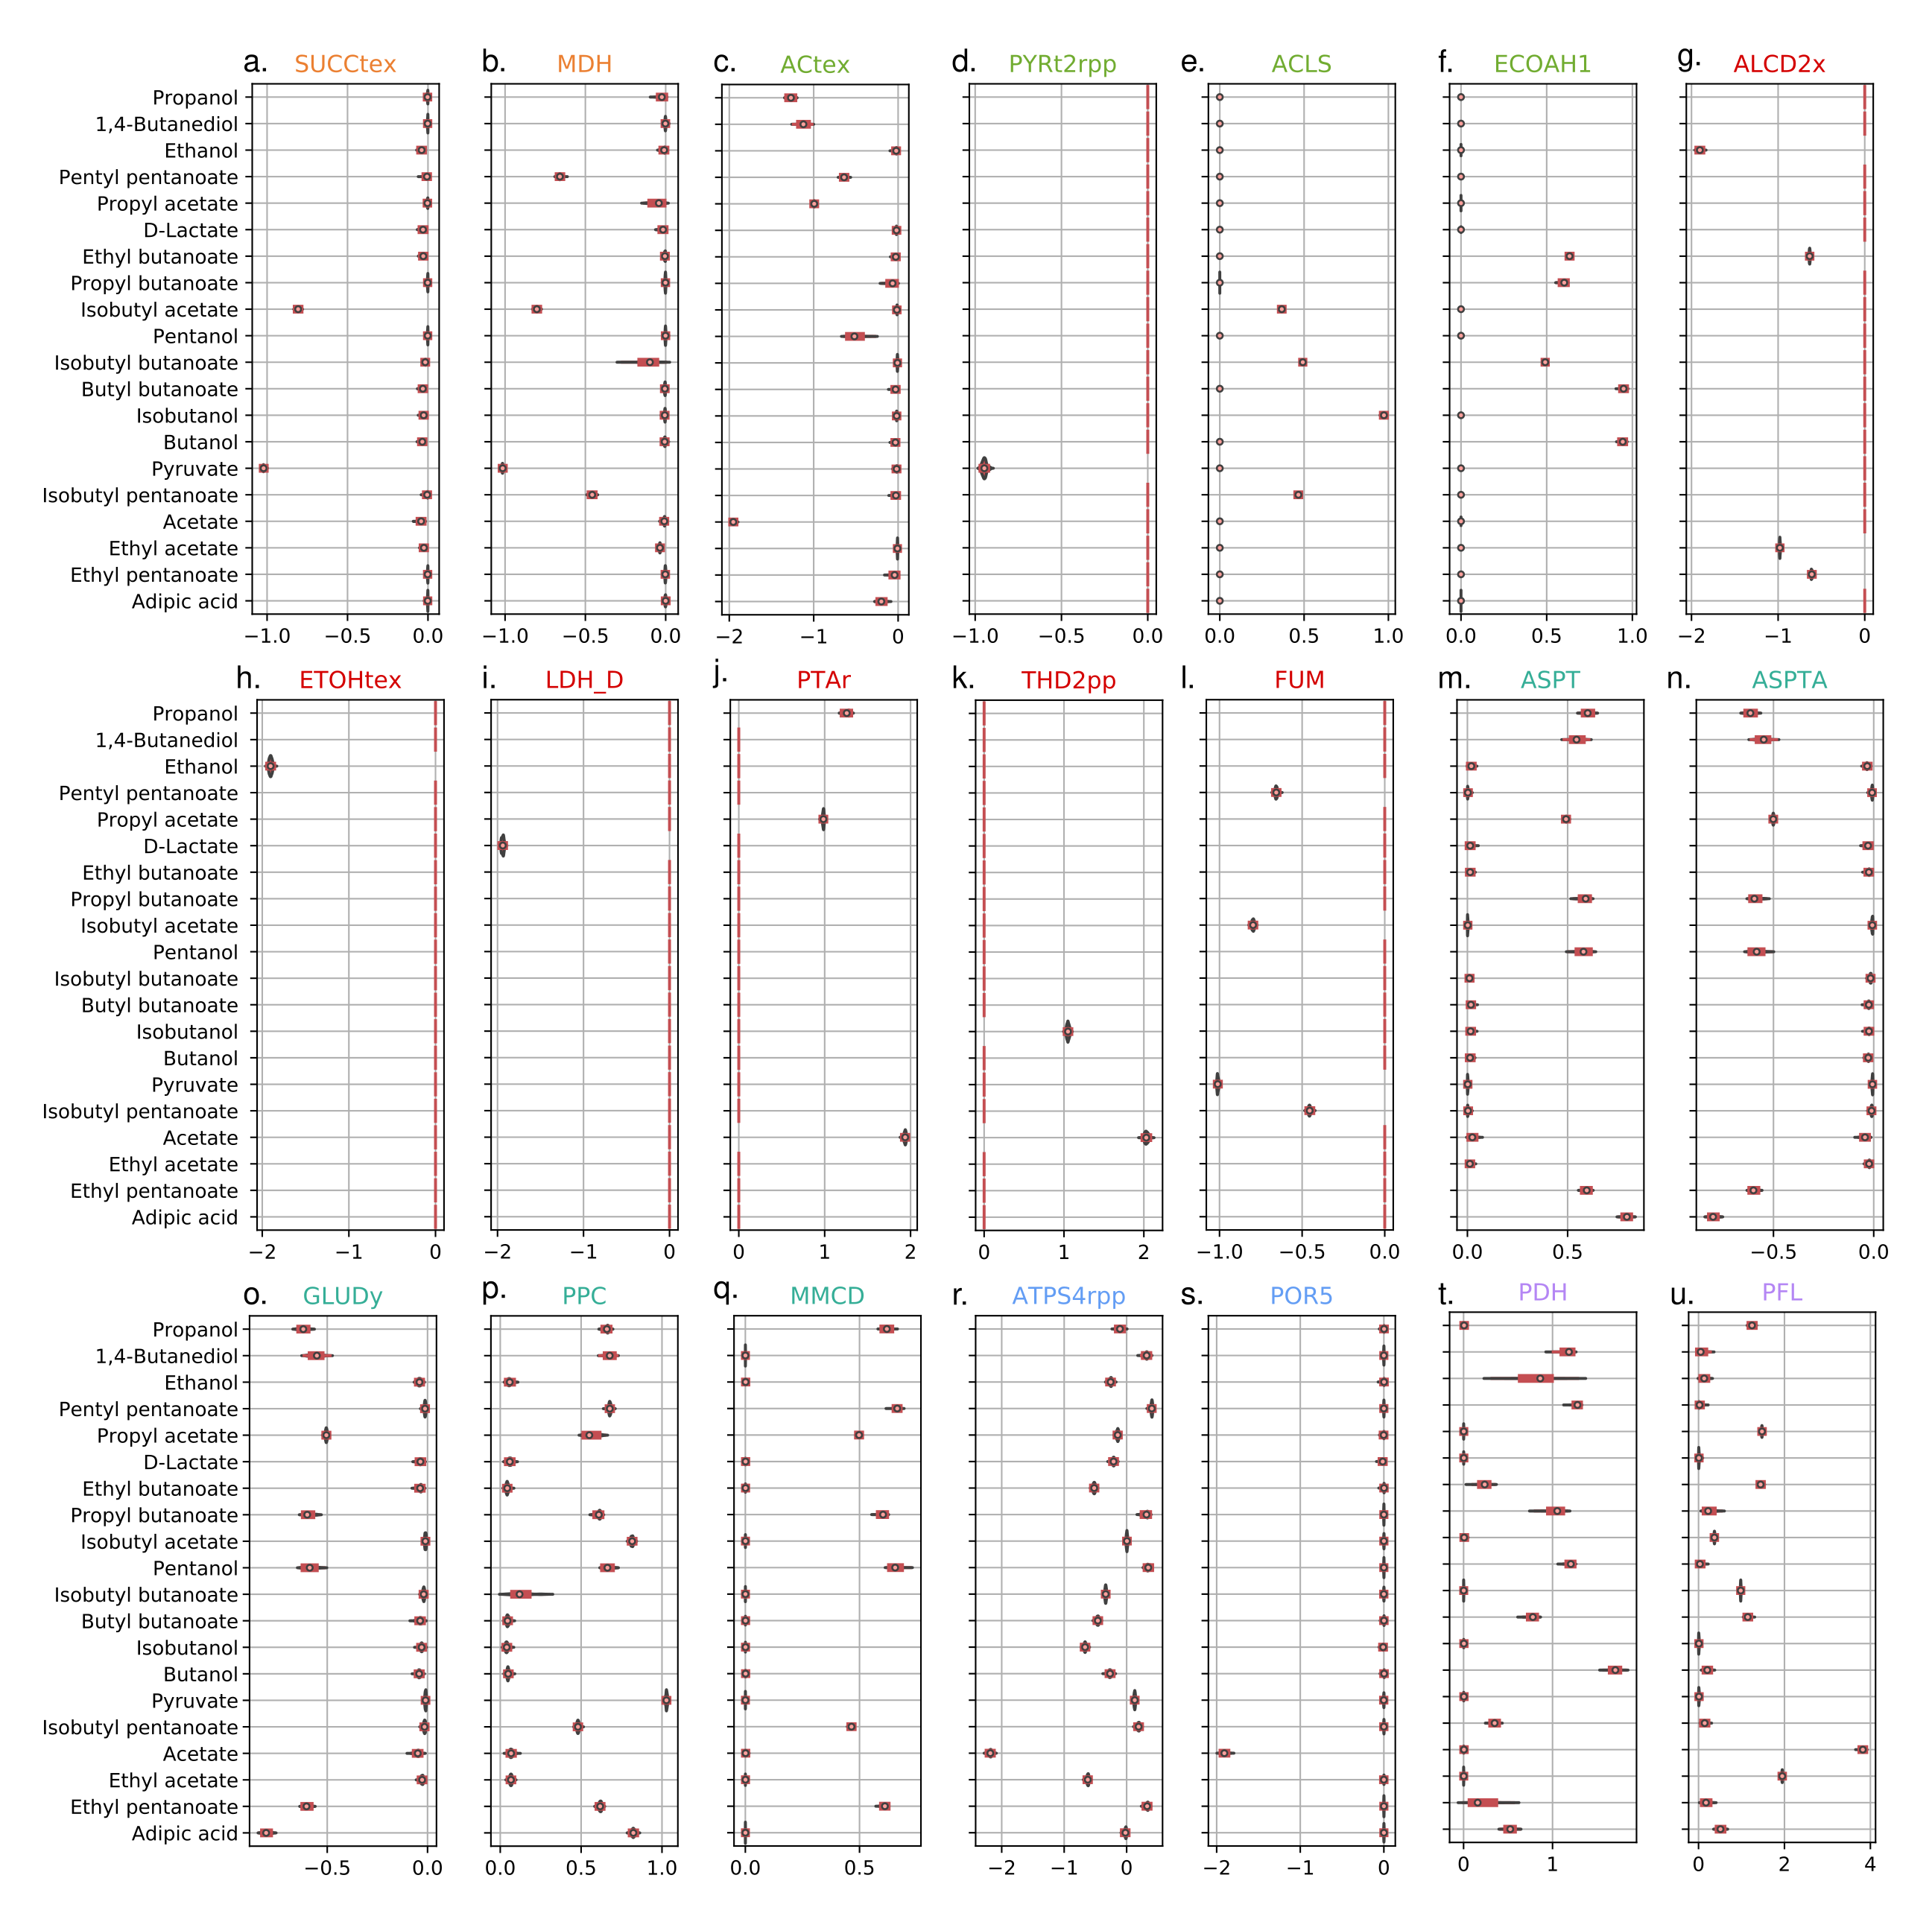 a. SUCCtex b. MDH c. ACtex d. PYRt2rpp e. ACLS f. ECOAH1 g. ALCD2x
Propanol
1,4-Butanediol
Ethanol
Pentyl pentanoate
Propyl acetate
D-Lactate
Ethyl butanoate
Propyl butanoate
Isobutyl acetate
Pentanol
Isobutyl butanoate
Butyl butanoate
Isobutanol
Butanol
Pyruvate
Isobutyl pentanoate
Acetate
Ethyl acetate
Ethyl pentanoate
Adipic acid
−1.0 −0.5 0.0 −1.0 −0.5 0.0 −2 −1 0 −1.0 −0.5 0.0 0.0 0.5 1.0 0.0 0.5 1.0 −2 −1 0
h. ETOHtex i. LDH_D j. PTAr k. THD2pp l. FUM m. ASPT n. ASPTA
Propanol
1,4-Butanediol
Ethanol
Pentyl pentanoate
Propyl acetate
D-Lactate
Ethyl butanoate
Propyl butanoate
Isobutyl acetate
Pentanol
Isobutyl butanoate
Butyl butanoate
Isobutanol
Butanol
Pyruvate
Isobutyl pentanoate
Acetate
Ethyl acetate
Ethyl pentanoate
Adipic acid
−2 −1 0 −2 −1 0 0 1 2 0 1 2 −1.0 −0.5 0.0 0.0 0.5 −0.5 0.0
o. GLUDy p. PPC q. MMCD r. ATPS4rpp s. POR5 t. PDH u. PFL
Propanol
1,4-Butanediol
Ethanol
Pentyl pentanoate
Propyl acetate
D-Lactate
Ethyl butanoate
Propyl butanoate
Isobutyl acetate
Pentanol
Isobutyl butanoate
Butyl butanoate
Isobutanol
Butanol
Pyruvate
Isobutyl pentanoate
Acetate
Ethyl acetate
Ethyl pentanoate
Adipic acid
−0.5 0.0 0.0 0.5 1.0 0.0 0.5 −2 −1 0 −2 −1 0 0 1 0 2 4